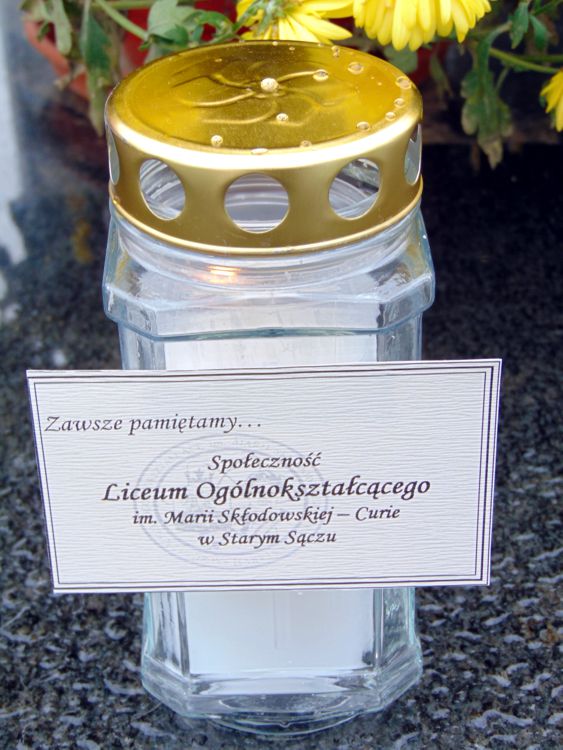 Zawsze pamiętamy...
Społeczność
Liceum Ogólnokształcącego
im. Marii Skłodowskiej – Curie
w Starym Sączu